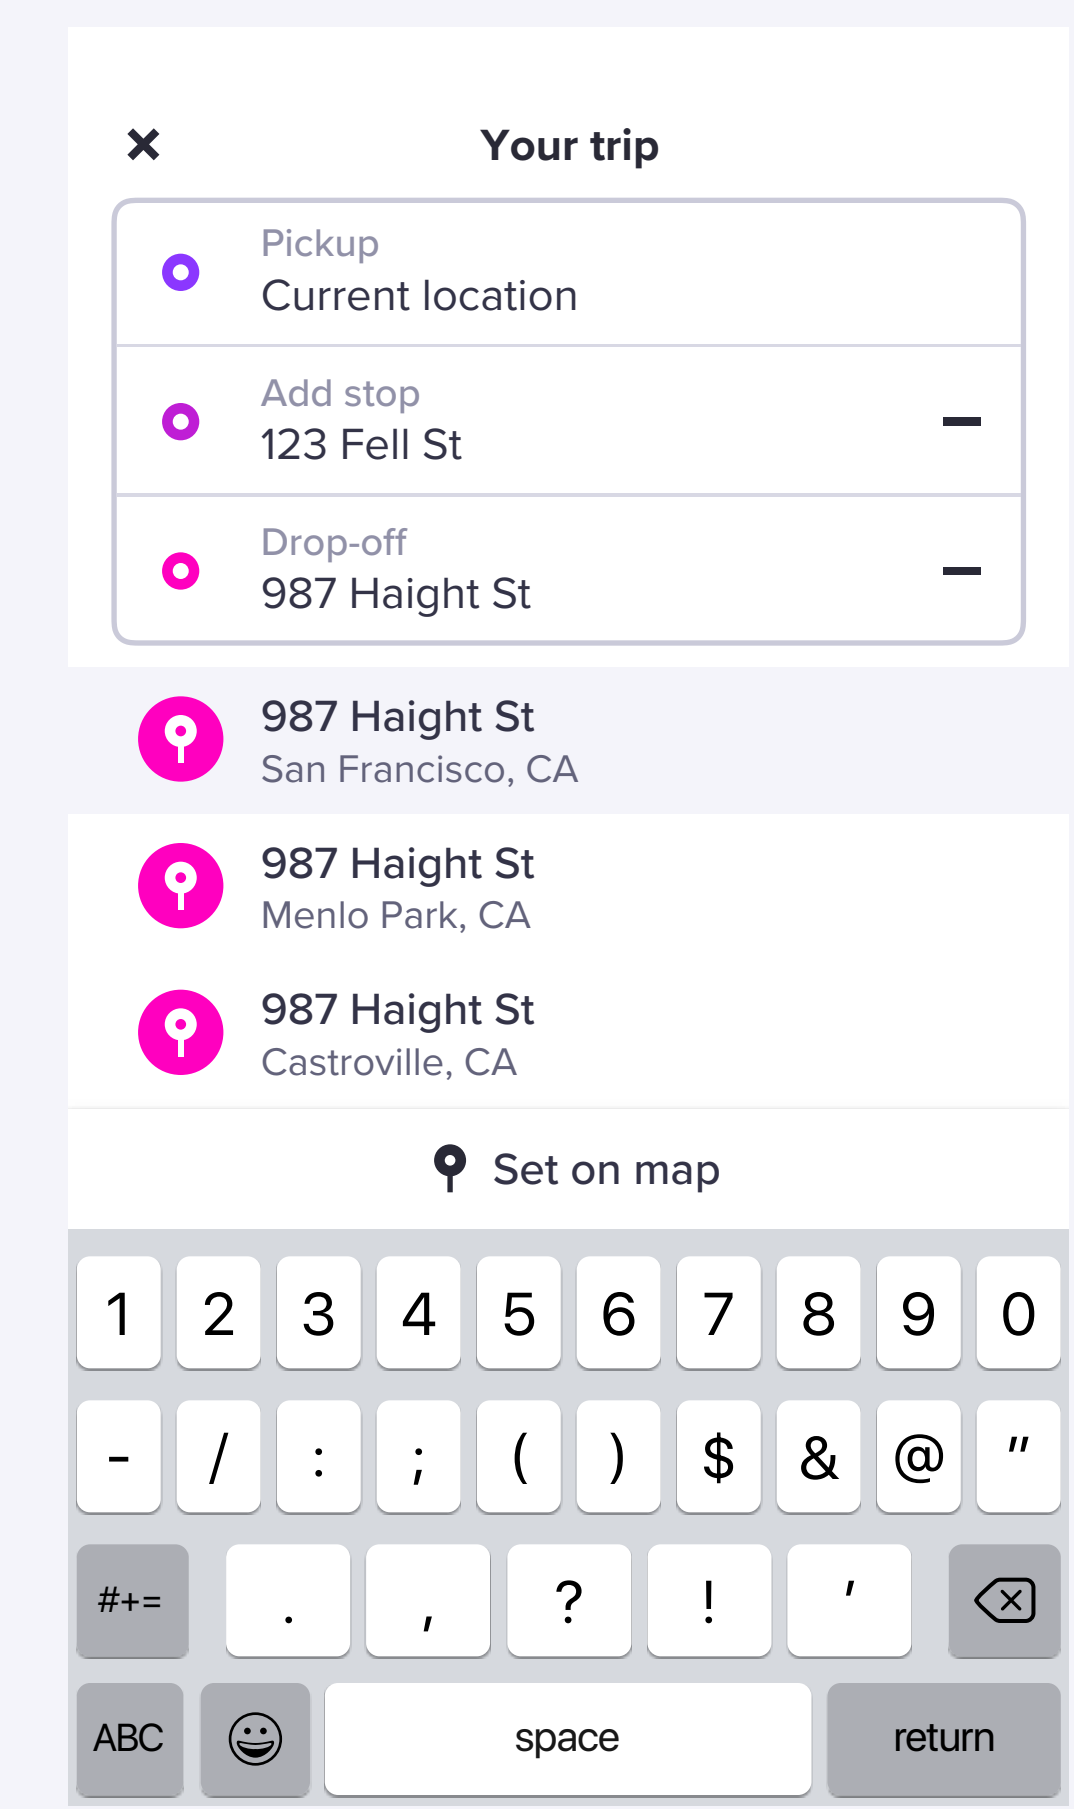 Your trip
Pickup
Current location
Add stop
123 Fell St
Drop-off
987 Haight St
987 Haight St
San Francisco, CA
987 Haight St
Menlo Park, CA
987 Haight St
Castroville, CA
Set on map
1 2 3 4 5 6 7 8 9 0
- / : ; ( ) $ & @ "
#+= . , ? ! '
ABC space return